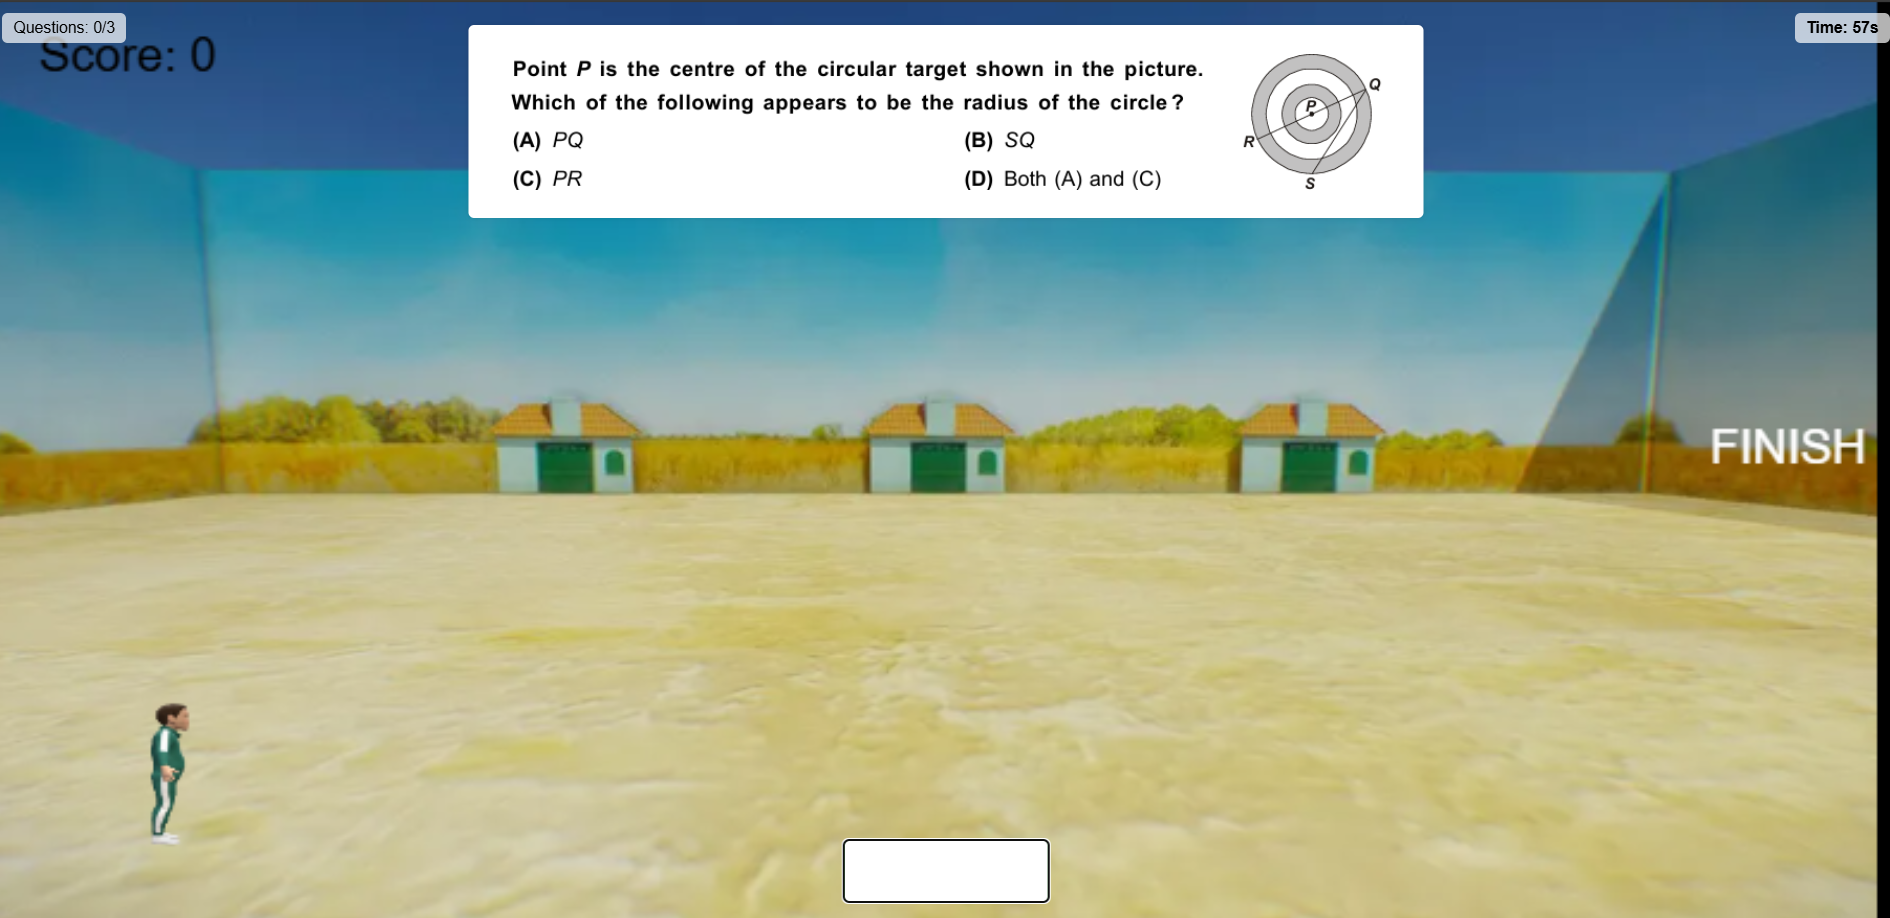 Questions: 0/3
Time: 57s
Score: 0
Point P is the centre of the circular target shown in the picture.
Which of the following appears to be the radius of the circle?
(A) PQ
(B) SQ
(C) PR
(D) Both (A) and (C)
Q
P
R
S
FINISH